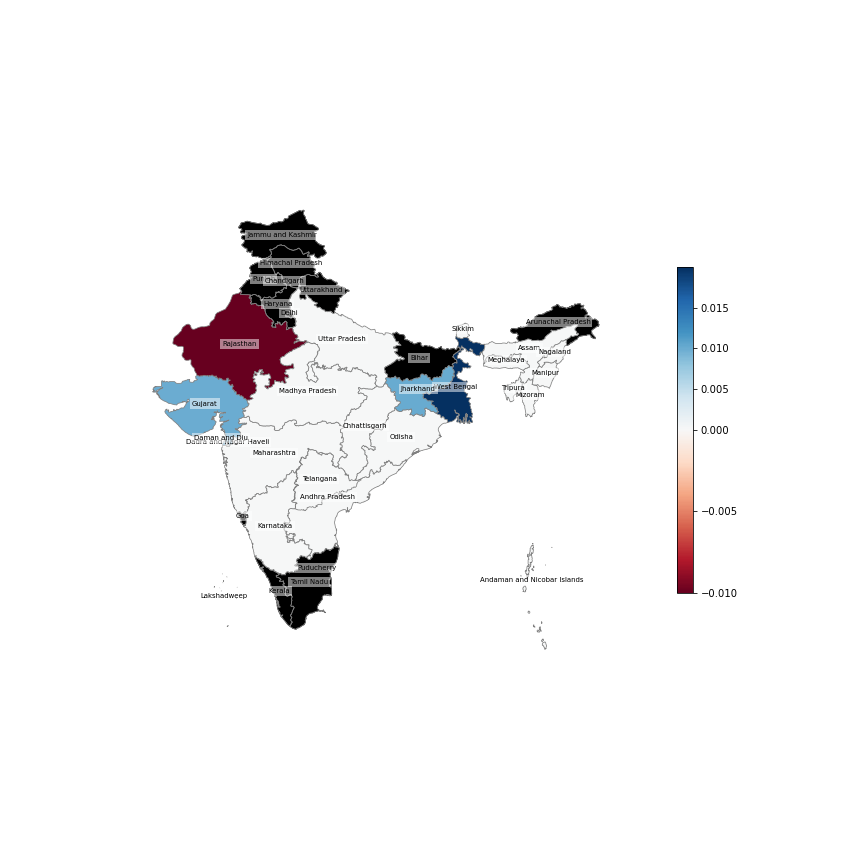 Jammu and Kashmir
Himachal Pradesh
Chandigarh
Uttarakhand
Haryana
Delhi
Arunachal Pradesh
Sikkim
Rajasthan
Uttar Pradesh
Bihar
Assam
Nagaland
Meghalaya
Manipur
Jharkhand
West Bengal
Tripura
Mizoram
Madhya Pradesh
Gujarat
Chhattisgarh
Odisha
Daman and Diu
Dadra and Nagar Haveli
Maharashtra
Telangana
Andhra Pradesh
Goa
Karnataka
Puducherry
Tamil Nadu
Kerala
Lakshadweep
Andaman and Nicobar Islands
0.015
0.010
0.005
0.000
−0.005
−0.010